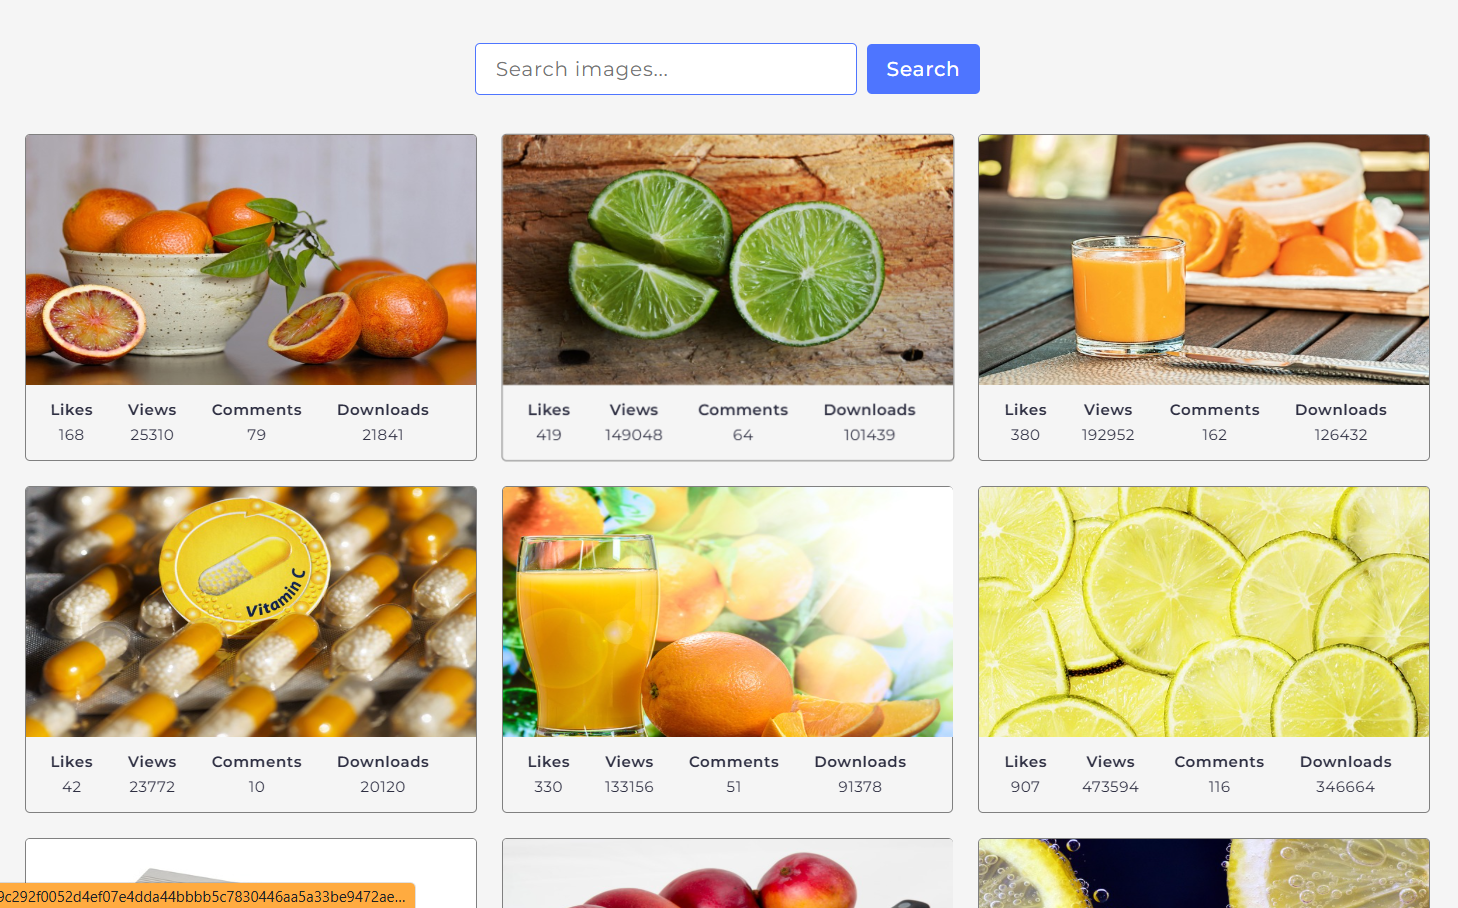 Search images...
Search
Likes Views Comments Downloads
168 25310 79 21841
Likes Views Comments Downloads
419 149048 64 101439
Likes Views Comments Downloads
380 192952 162 126432
Vitamin C
Likes Views Comments Downloads
42 23772 10 20120
Likes Views Comments Downloads
330 133156 51 91378
Likes Views Comments Downloads
907 473594 116 346664
9c292f0052d4ef07e4dda44bbbb5c7830446aa5a33be9472ae...